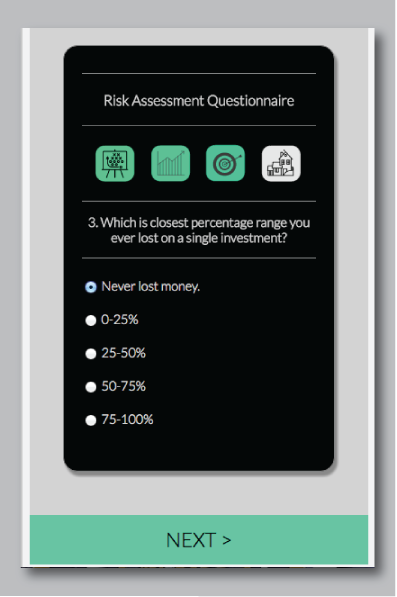 Risk Assessment Questionnaire
3. Which is closest percentage range you
ever lost on a single investment?
Never lost money.
0-25%
25-50%
50-75%
75-100%
NEXT >